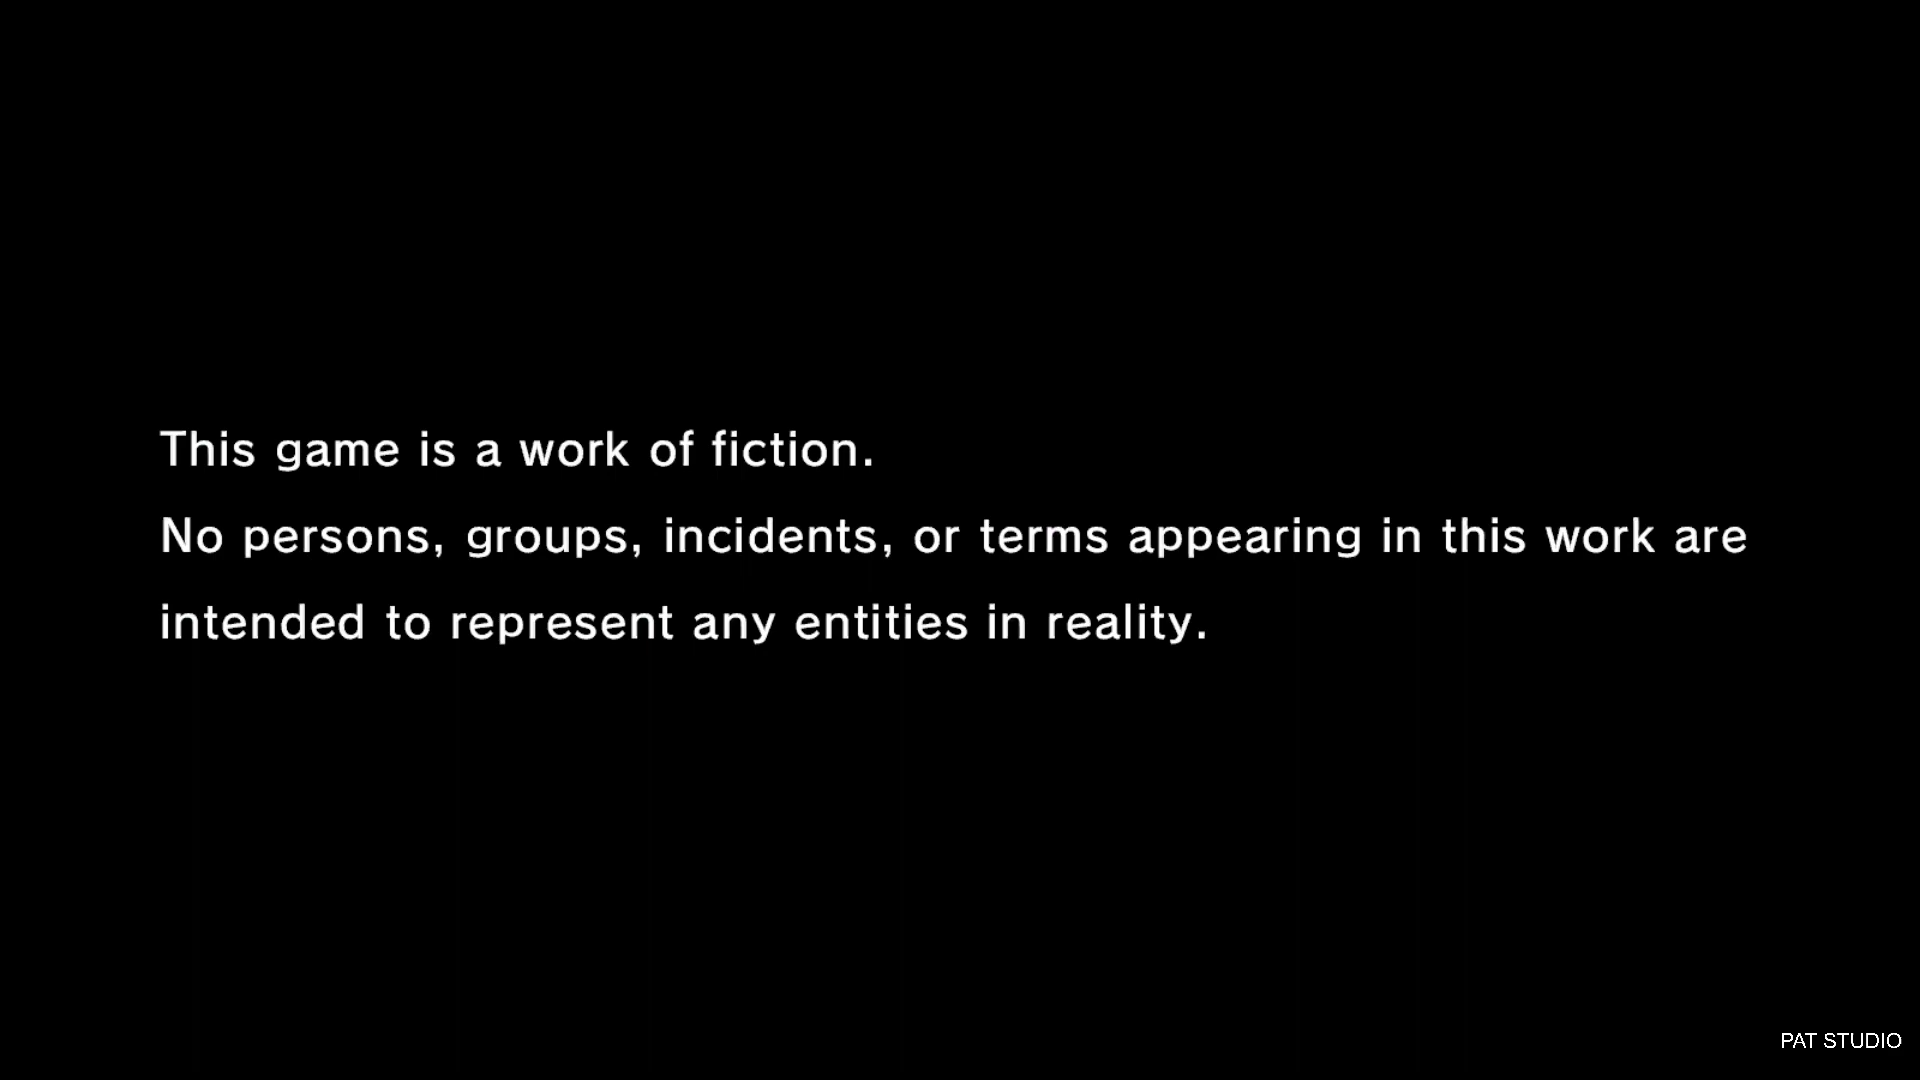 This game is a work of fiction.
No persons, groups, incidents, or terms appearing in this work are
intended to represent any entities in reality.
PAT STUDIO